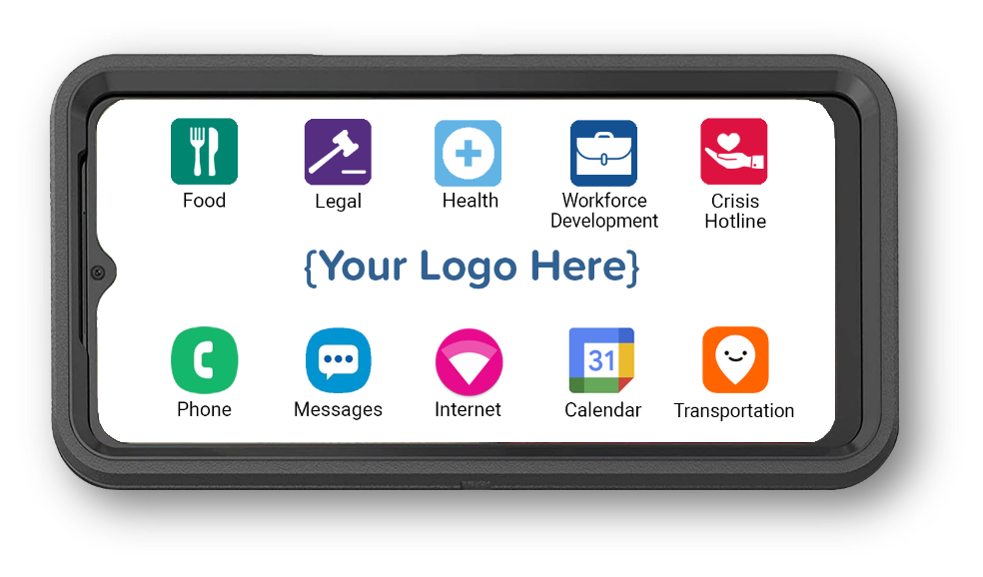 Food
Legal
Health
Workforce
Development
Crisis
Hotline
{Your Logo Here}
31
Phone
Messages
Internet
Calendar
Transportation